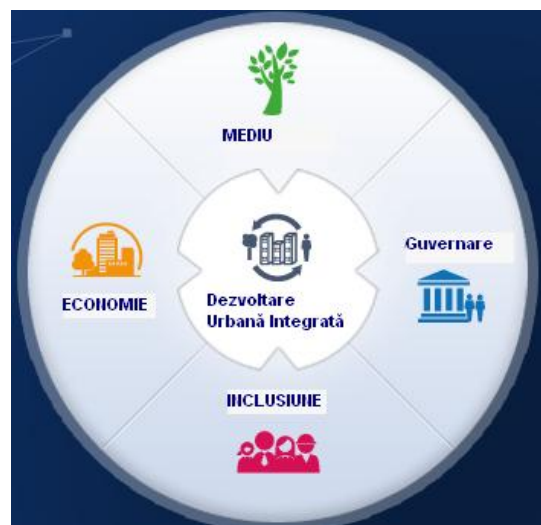 MEDIU
Guvernare
ECONOMIE
Dezvoltare
Urbană Integrată
INCLUSIUNE